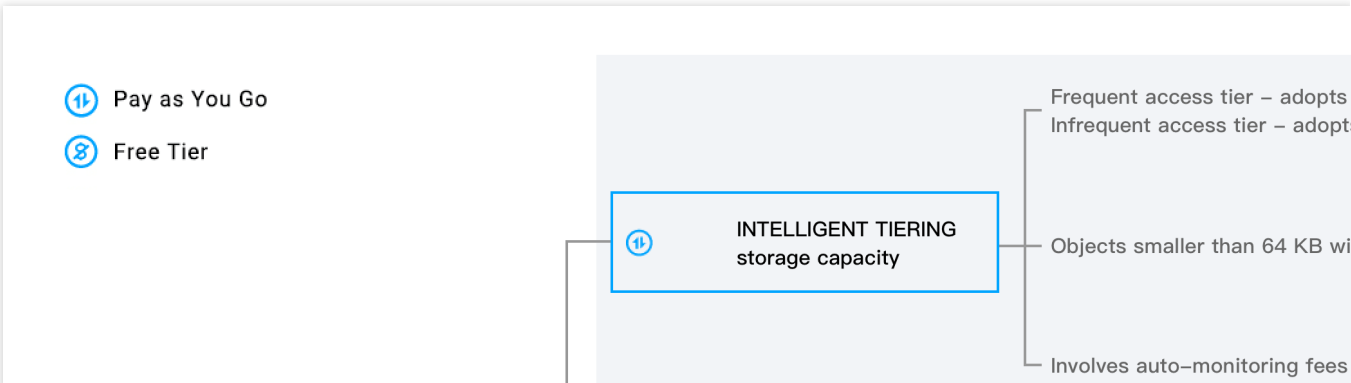 Pay as You Go
Free Tier
Frequent access tier – adopts
Infrequent access tier – adopts
INTELLIGENT TIERING
storage capacity
Objects smaller than 64 KB wi
Involves auto–monitoring fees